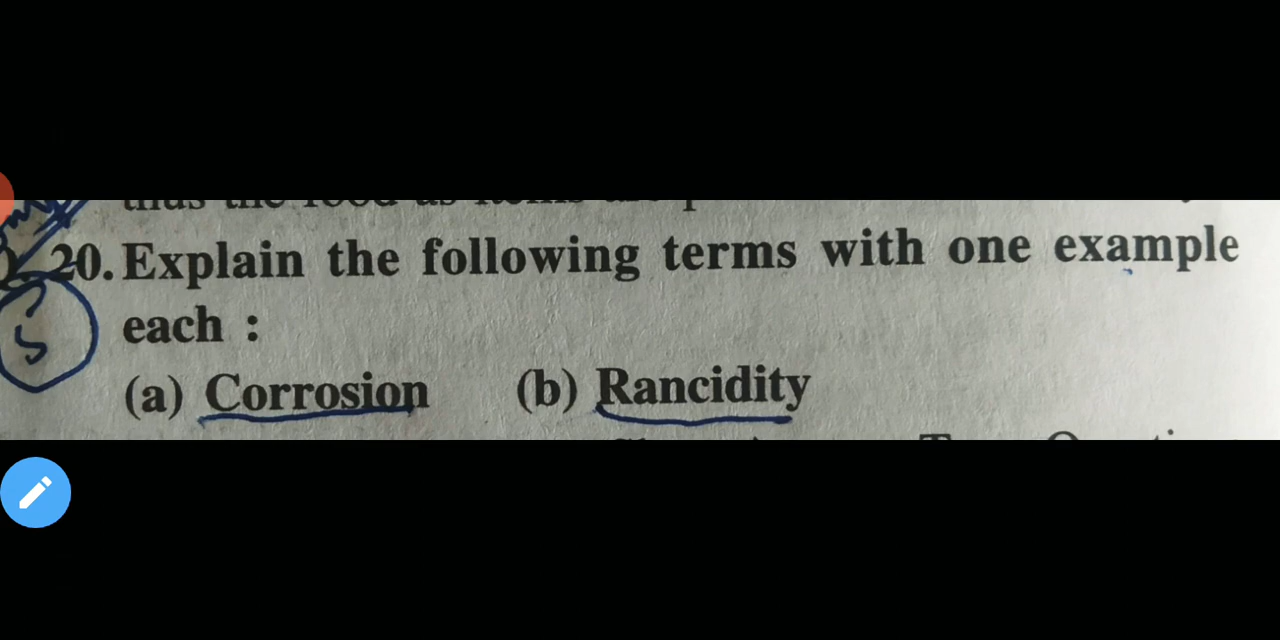 20. Explain the following terms with one example
each :
(a) Corrosion (b) Rancidity